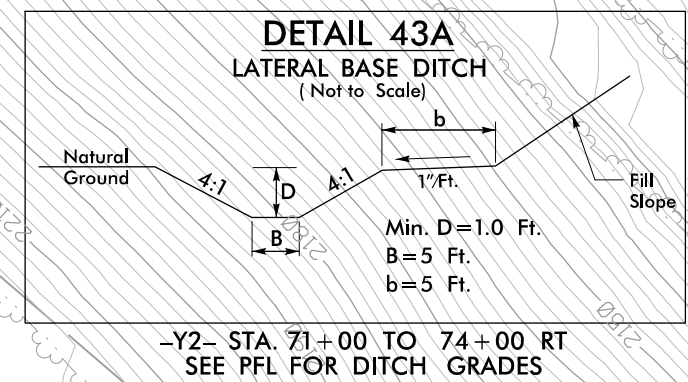 DETAIL 43A
LATERAL BASE DITCH
( Not to Scale)
b
Natural
Ground
4:1
D
4:1
1"/Ft.
Fill
Slope
B
Min. D=1.0 Ft.
B=5 Ft.
b=5 Ft.
2180
2150
-Y2- STA. 71+00 TO 74+00 RT
SEE PFL FOR DITCH GRADES